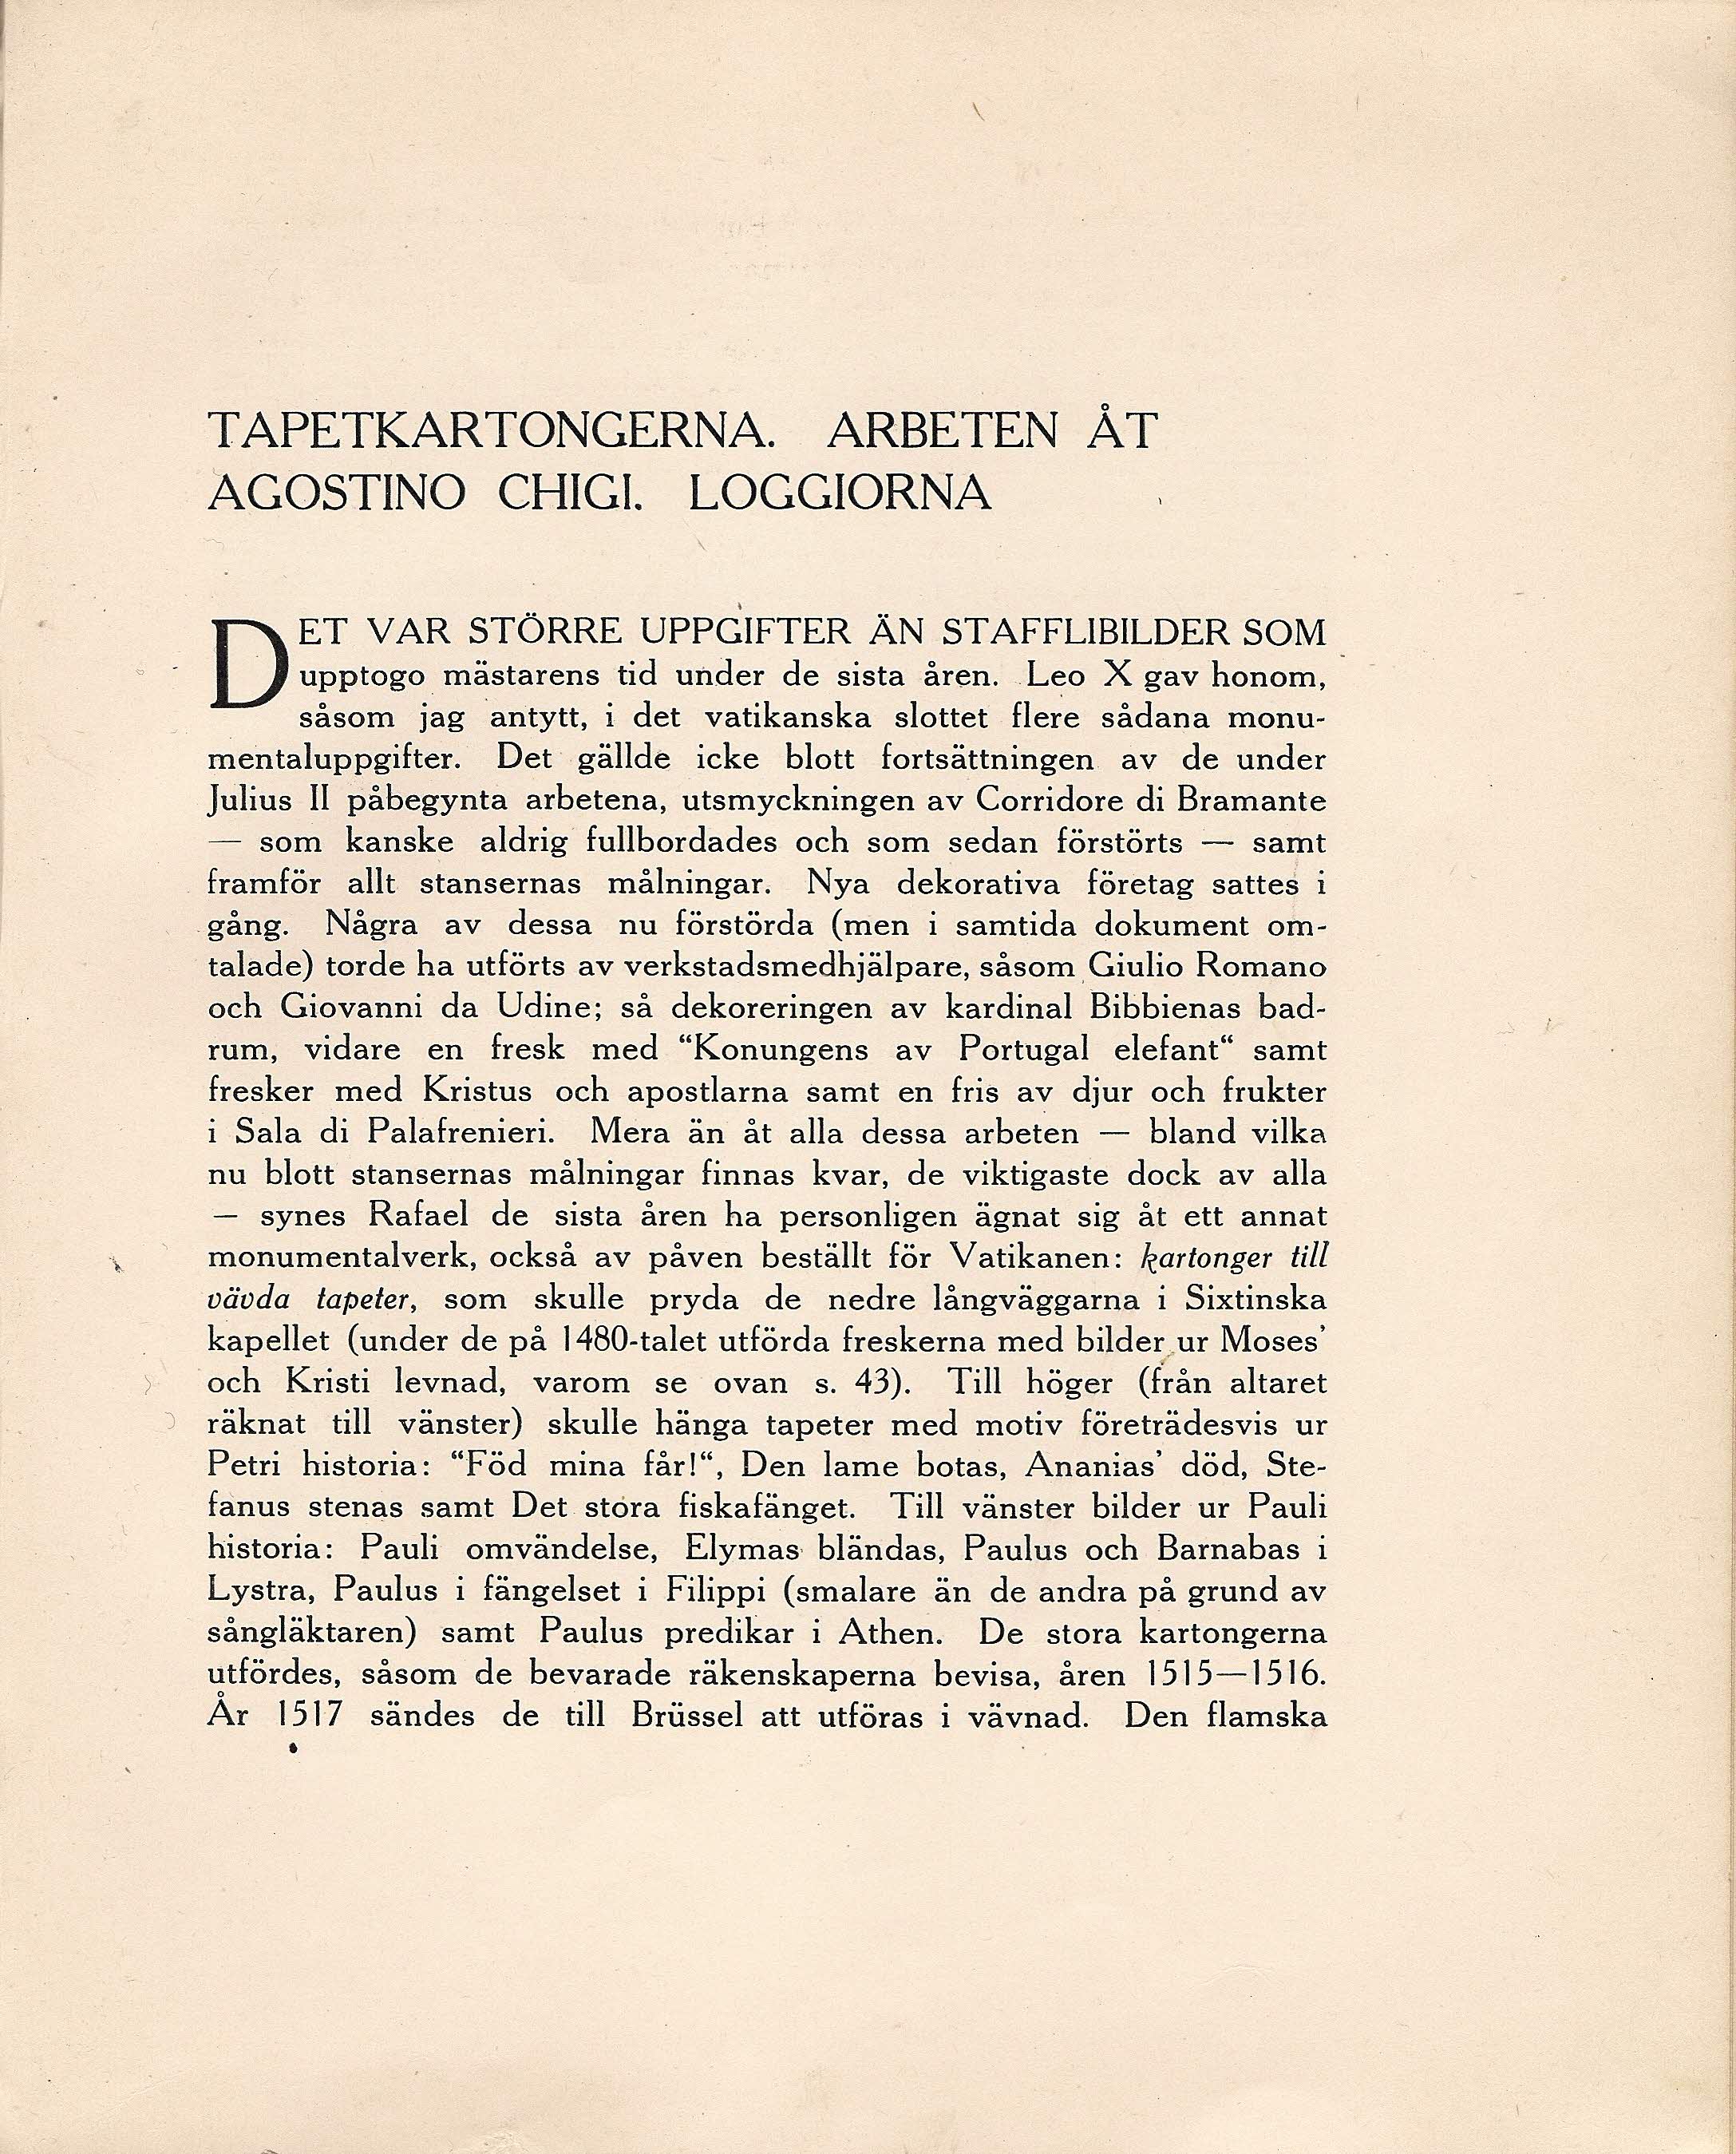 TAPETKARTONGERNA. ARBETEN ÅT
AGOSTINO CHIGI. LOGGIORNA
DET VAR STÖRRE UPPGIFTER ÄN STAFFLIBILDER SOM
upptogo mästarens tid under de sista åren. Leo X gav honom,
såsom jag antytt, i det vatikanska slottet flere sådana monu-
mentaluppgifter. Det gällde icke blott fortsättningen av de under
Julius II påbegynta arbetena, utsmyckningen av Corridore di Bramante
— som kanske aldrig fullbordades och som sedan förstörts — samt
framför allt stansernas målningar. Nya dekorativa företag sattes i
gång. Några av dessa nu förstörda (men i samtida dokument om-
talade) torde ha utförts av verkstadsmedhjälpare, såsom Giulio Romano
och Giovanni da Udine; så dekoreringen av kardinal Bibbienas bad-
rum, vidare en fresk med “Konungens av Portugal elefant“ samt
fresker med Kristus och apostlarna samt en fris av djur och frukter
i Sala di Palafrenieri. Mera än åt alla dessa arbeten — bland vilka
nu blott stansernas målningar finnas kvar, de viktigaste dock av alla
— synes Rafael de sista åren ha personligen ägnat sig åt ett annat
monumentalverk, också av påven beställt för Vatikanen: kartonger till
vävda tapeter, som skulle pryda de nedre långväggarna i Sixtinska
kapellet (under de på 1480-talet utförda freskerna med bilder ur Moses’
och Kristi levnad, varom se ovan s. 43). Till höger (från altaret
räknat till vänster) skulle hänga tapeter med motiv företrädesvis ur
Petri historia: “Föd mina får!“, Den lame botas, Ananias’ död, Ste-
fanus stenas samt Det stora fiskafänget. Till vänster bilder ur Pauli
historia: Pauli omvändelse, Elymas bländas, Paulus och Barnabas i
Lystra, Paulus i fängelset i Filippi (smalare än de andra på grund av
sångläktaren) samt Paulus predikar i Athen. De stora kartongerna
utfördes, såsom de bevarade räkenskaperna bevisa, åren 1515—1516.
År 1517 sändes de till Brüssel att utföras i vävnad. Den flamska